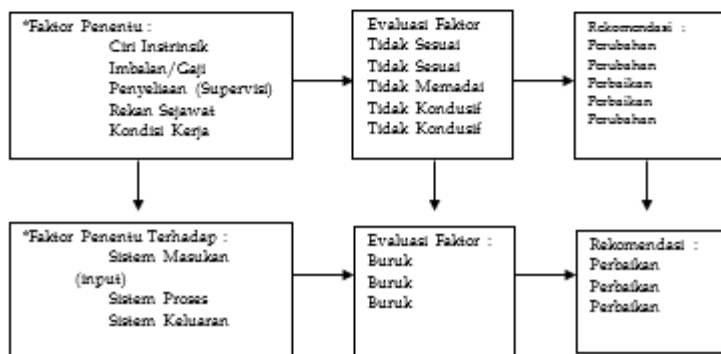 *Faktor Penentu :
Ciri Instrinsik
Imbalan/Gaji
Penyeliaan (Supervisi)
Rekan Sejawat
Kondisi Kerja
Evaluasi Faktor
Tidak Sesuai
Tidak Sesuai
Tidak Memadai
Tidak Kondusif
Tidak Kondusif
Rekomendasi :
Perubahan
Perubahan
Perbaikan
Perbaikan
Perubahan
*Faktor Penentu Terhadap :
Sistem Masukan
(input)
Sistem Proses
Sistem Keluaran
Evaluasi Faktor :
Buruk
Buruk
Buruk
Rekomendasi :
Perbaikan
Perbaikan
Perbaikan